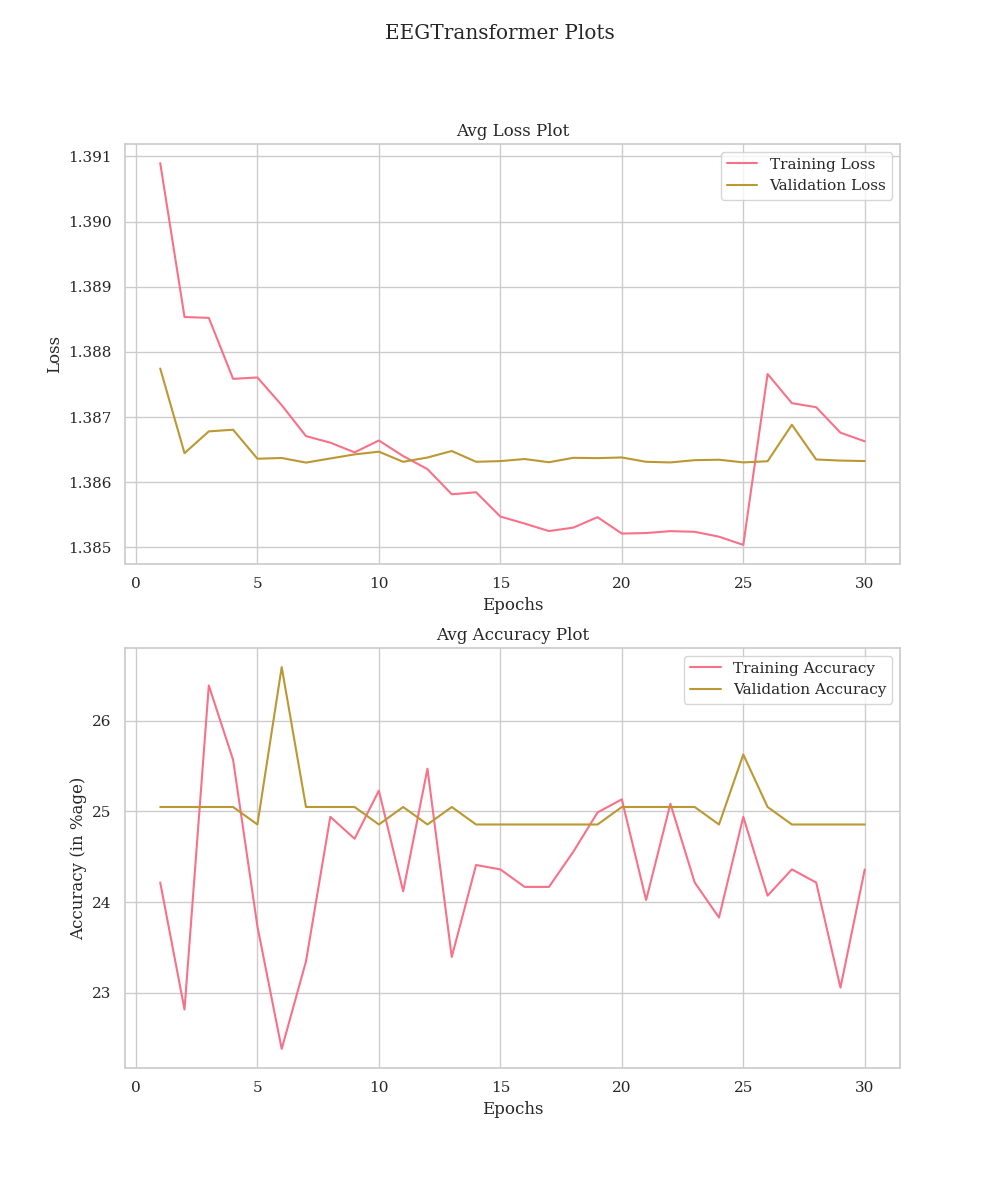 EEGTransformer Plots
Avg Loss Plot
1.391
1.390
1.389
1.388
1.387
1.386
1.385
Loss
Training Loss
Validation Loss
0 5 10 15 20 25 30
Epochs
Avg Accuracy Plot
26
25
24
23
Accuracy (in %age)
Training Accuracy
Validation Accuracy
0 5 10 15 20 25 30
Epochs